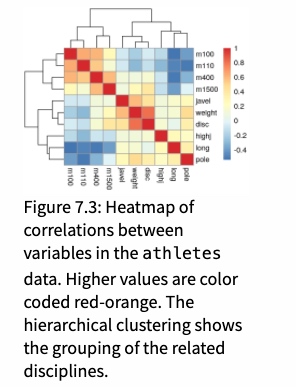 m100
m110
m400
m1500
javel
weight
disc
highj
long
pole
1
0.8
0.6
0.4
0.2
0
-0.2
-0.4
m100
m110
m400
m1500
javel
weight
disc
highj
long
pole
Figure 7.3: Heatmap of
correlations between
variables in the athletes
data. Higher values are color
coded red-orange. The
hierarchical clustering shows
the grouping of the related
disciplines.